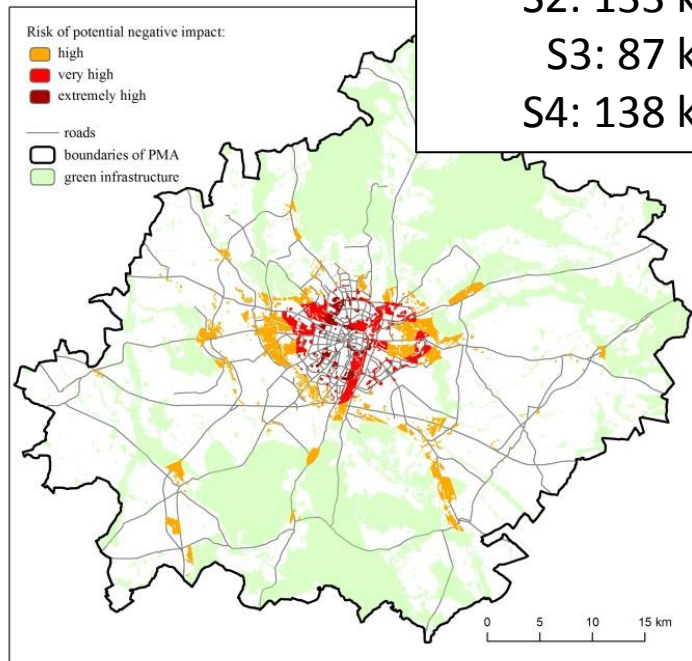 Risk of potential negative impact:
high
very high
extremely high
roads
boundaries of PMA
green infrastructure
S3: 87 k
S4: 138 k
0 5 10 15 km